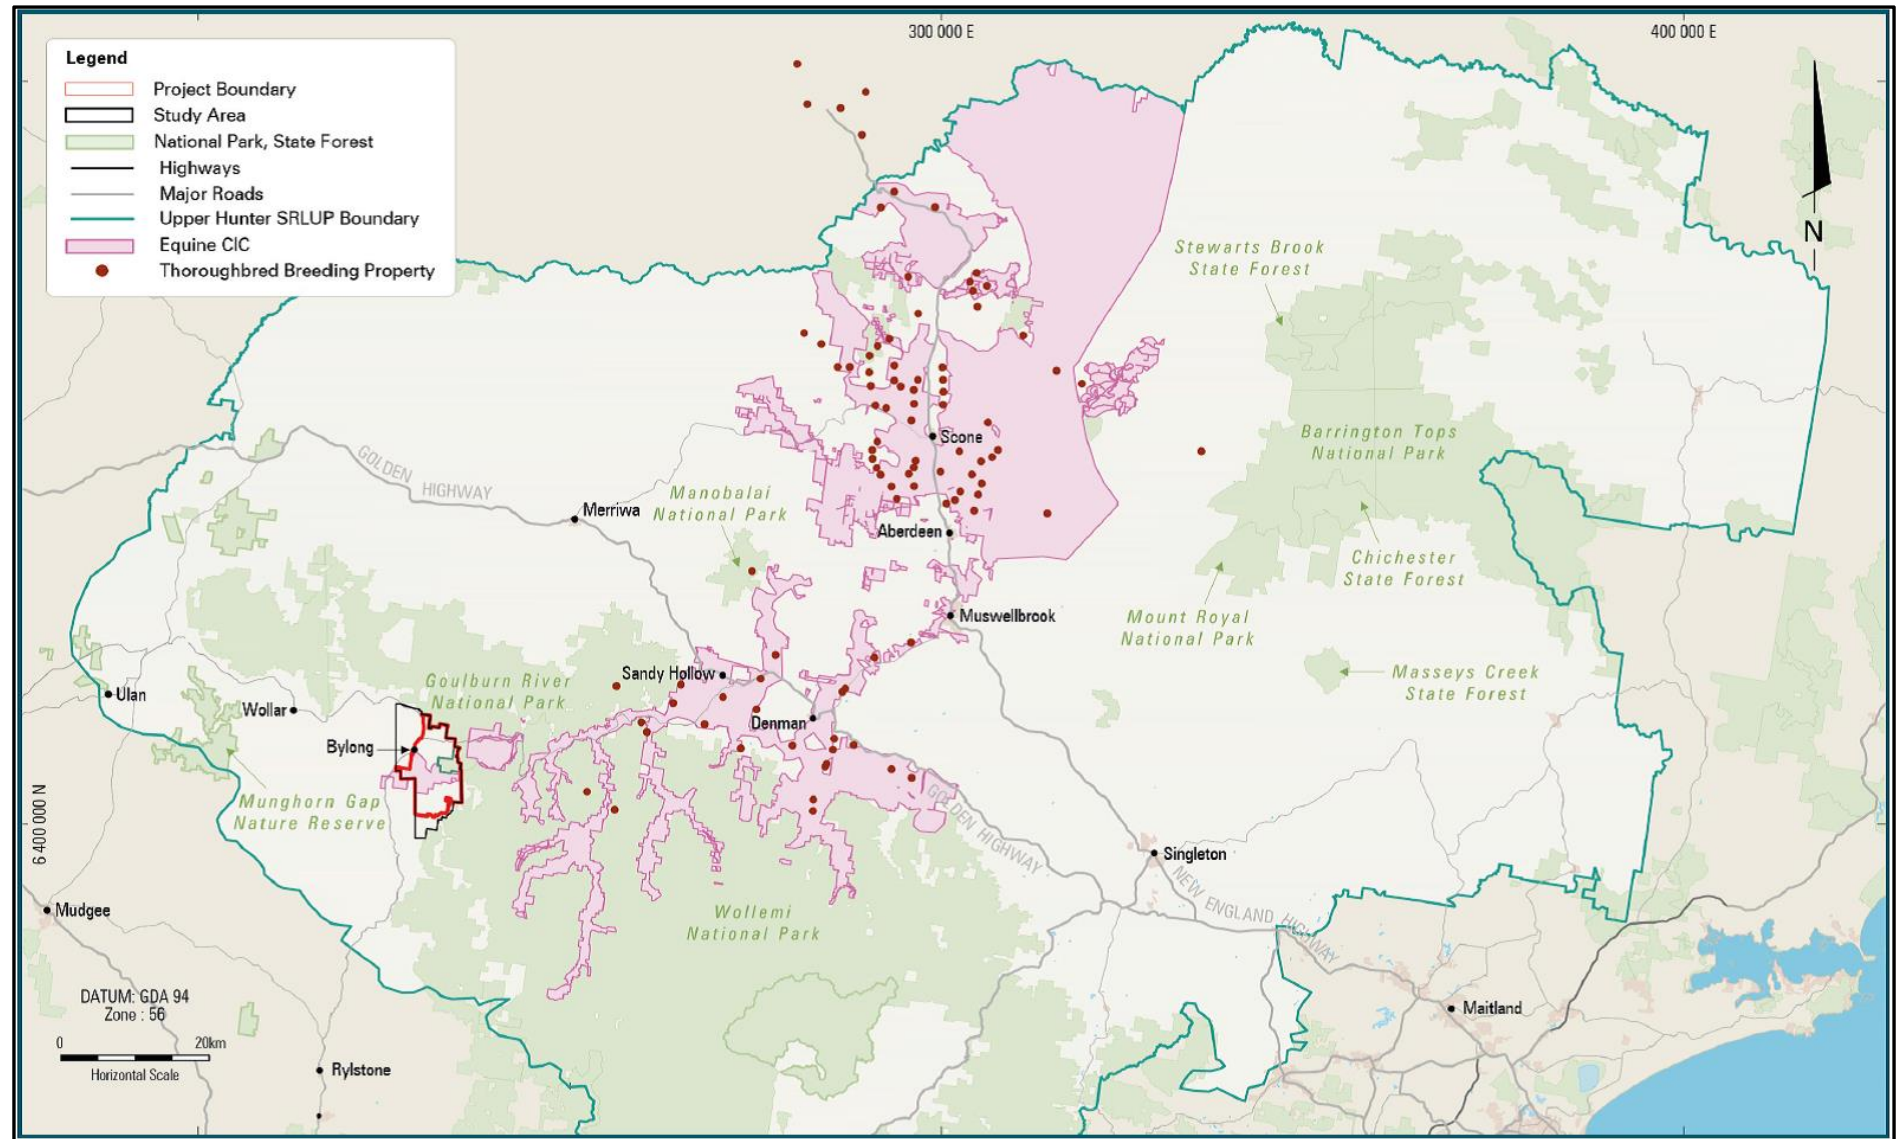 300 000 E
400 000 E
Legend
Project Boundary
Study Area
National Park, State Forest
Highways
Major Roads
Upper Hunter SRLUP Boundary
Equine CIC
Thoroughbred Breeding Property
N
Stewarts Brook
State Forest
Barrington Tops
National Park
Scone
GOLDEN HIGHWAY
Manobalai
National Park
Merriwa
Aberdeen
Chichester
State Forest
Mount Royal
National Park
Muswellbrook
Masseys Creek
State Forest
Sandy Hollow
Goulburn River
National Park
Ulan
Wollar
Denman
Bylong
Munghorn Gap
Nature Reserve
6 400 000 N
GOLDEN HIGHWAY
Singleton
NEW ENGLAND HIGHWAY
Mudgee
Wollemi
National Park
DATUM: GDA 94
Zone : 56
0 20km
Horizontal Scale
Maitland
Rylstone